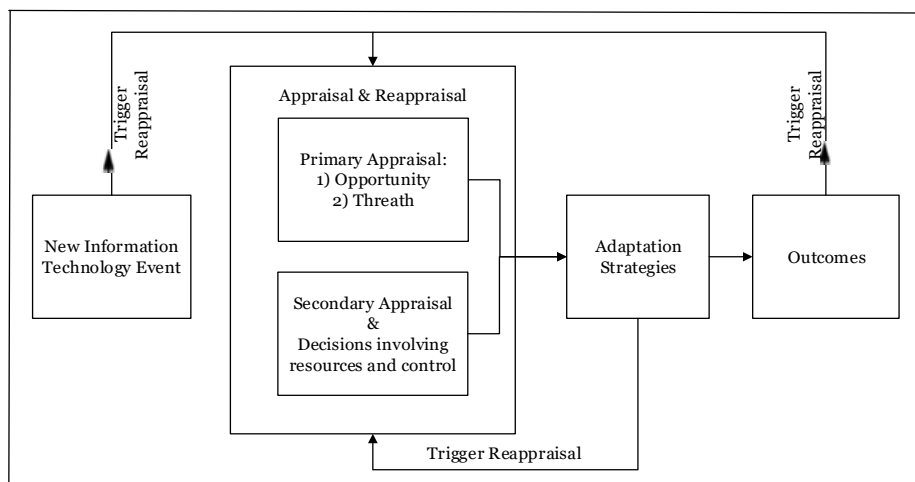 Trigger
Reappraisal
Trigger
Reappraisal
Appraisal & Reappraisal
Primary Appraisal:
1) Opportunity
2) Threath
New Information
Technology Event
Adaptation
Strategies
Outcomes
Secondary Appraisal
&
Decisions involving
resources and control
Trigger Reappraisal